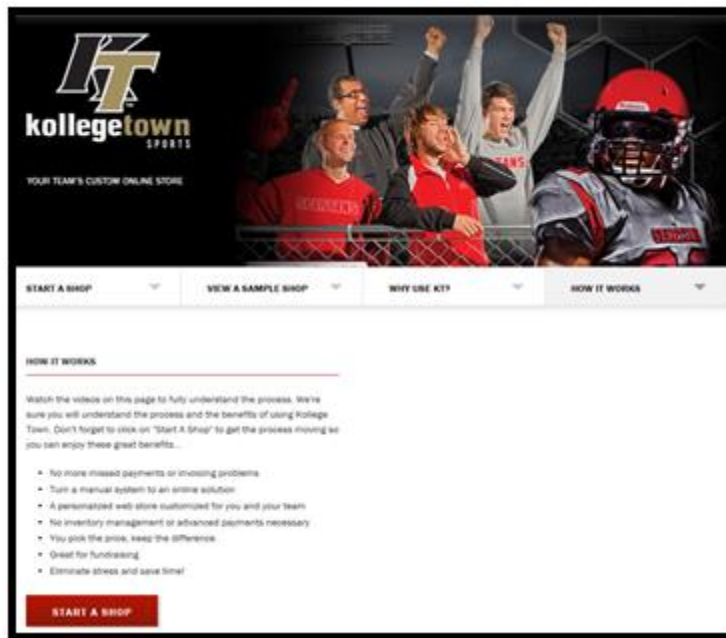 KT
kollegetown
SPORTS
YOUR TEAM'S CUSTOM ONLINE STORE
SPARTANS
START A SHOP
VIEW A SAMPLE SHOP
WHY USE KT?
HOW IT WORKS
HOW IT WORKS
Watch the videos on this page to fully understand the process. We're
sure you will understand the process and the benefits of using Kollege
Town. Don't forget to click on "Start A Shop" to get the process moving so
you can enjoy these great benefits...
• No more missed payments or invoicing problems
• Turn a manual system to an online solution
• A personalized web store customized for you and your team
• No inventory management or advanced payments necessary
• You pick the price, keep the difference
• Great for fundraising
• Eliminate stress and save time!
START A SHOP